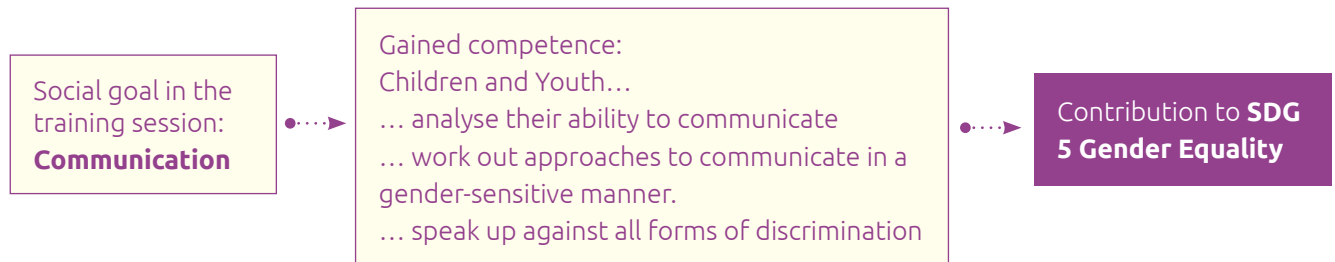 Social goal in the
training session:
Communication
Gained competence:
Children and Youth…
… analyse their ability to communicate
… work out approaches to communicate in a
gender-sensitive manner.
… speak up against all forms of discrimination
Contribution to SDG
5 Gender Equality